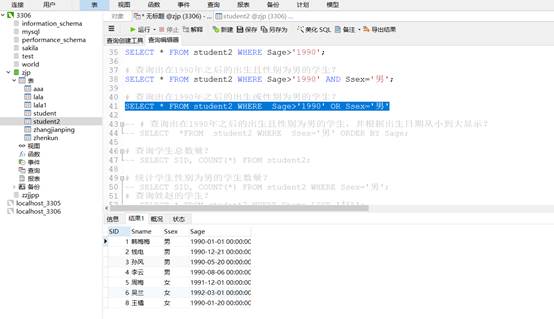 连接 用户 表 视图 函数 事件 查询 报表 备份 计划 模型
3306
information_schema
mysql
performance_schema
sakila
test
world
zjp
表
aaa
lala
lala1
student
student2
zhangjianping
zhenkun
视图
函数
事件
查询
报表
备份
zzjjpp
localhost_3305
localhost_3306
对象 * 无标题 @zjp (3306) - ... student2 @zjp (3306) -...
运行 停止 解释 新建 保存 另存为 美化 SQL 备注 导出结果
查询创建工具 查询编辑器
35 SELECT * FROM student2 WHERE Sage>'1990';
36
37 # 查询出在1990年之后的出生且性别为男的学生?
38 SELECT * FROM student2 WHERE Sage>'1990' AND Ssex='男';
39
40 # 查询出在1990年之后的出生或性别为男的学生?
41 SELECT * FROM student2 WHERE Sage>'1990' OR Ssex='男'
42
43 -- # 查询出在1990年之后的出生且性别为男的学生，并根据出生日期从小到大显示?
44 -- SELECT *FROM student2 WHERE Ssex='男' ORDER BY Sage;
45
46 # 查询学生总数量?
47 -- SELECT SID, COUNT(*) FROM student2;
48
49 # 统计学生性别为男的学生数量?
50 -- SELECT SID, COUNT(*) FROM student2 WHERE Ssex='男';
51 # 查询姓赵的学生?
信息 结果1 概况 状态
SID Sname Ssex Sage
1 韩梅梅 男 1990-01-01 00:00:00
2 钱电 男 1990-12-21 00:00:00
3 孙风 男 1990-05-20 00:00:00
4 李云 男 1990-08-06 00:00:00
5 周梅 女 1991-12-01 00:00:00
6 吴兰 女 1992-03-01 00:00:00
8 王 女 1990-01-20 00:00:00